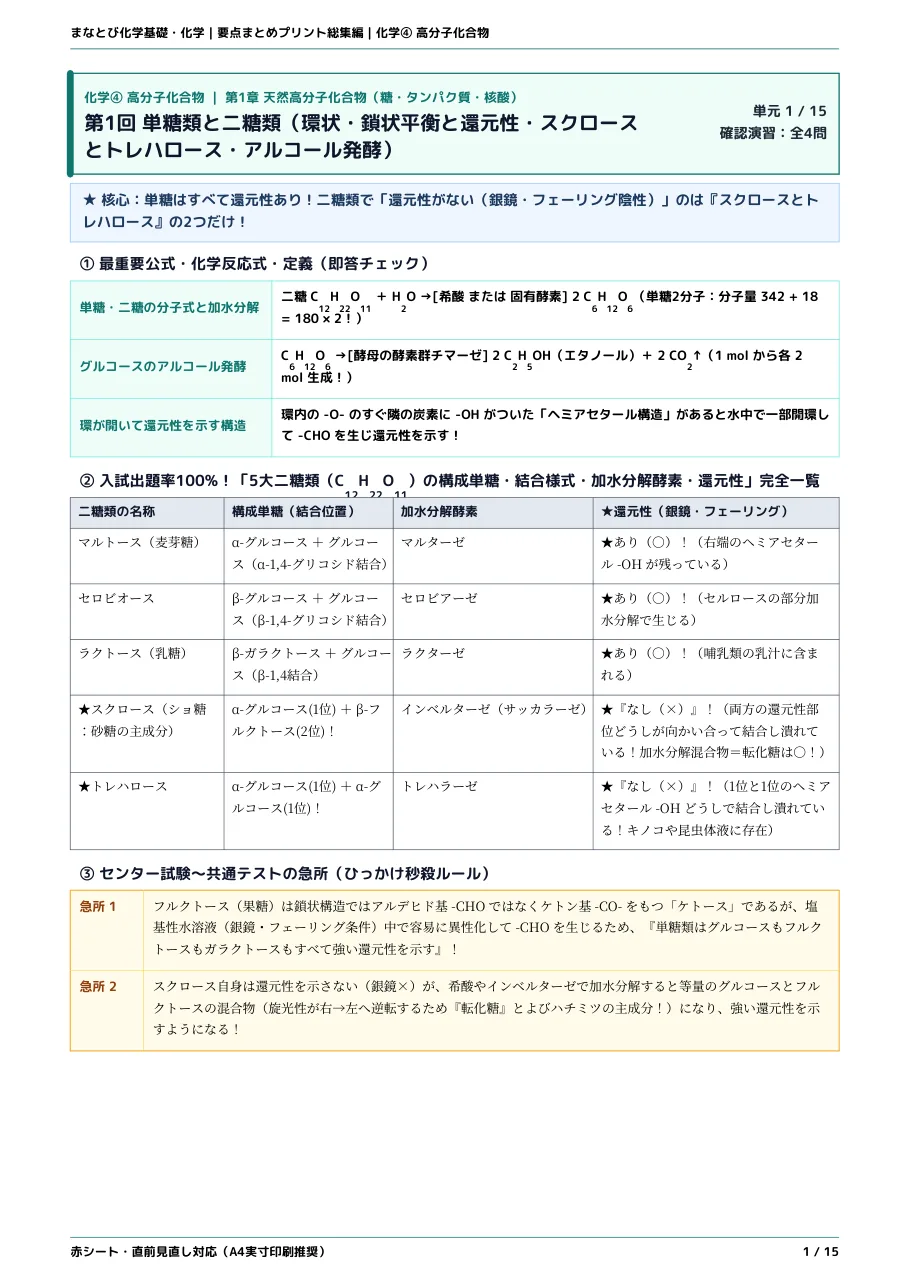 まなとび化学基礎・化学 | 要点まとめプリント総集編 | 化学④ 高分子化合物
化学④ 高分子化合物 | 第1章 天然高分子化合物（糖・タンパク質・核酸）
第1回 単糖類と二糖類（環状・鎖状平衡と還元性・スクロース
とトレハロース・アルコール発酵）
単元 1 / 15
確認演習：全4問
★ 核心：単糖はすべて還元性あり！二糖類で「還元性がない（銀鏡・フェーリング陰性）」のは『スクロースとト
レハロース』の2つだけ！
① 最重要公式・化学反応式・定義（即答チェック）
単糖・二糖の分子式と加水分解
二糖 C₁₂H₂₂O₁₁ + H₂O →[希酸 または 固有酵素] 2 C₆H₁₂O₆（単糖2分子：分子量 342 + 18
= 180 × 2！）
グルコースのアルコール発酵
C₆H₁₂O₆ →[酵母の酵素群チマーゼ] 2 C₂H₅OH（エタノール）+ 2 CO₂↑（1 mol から各 2
mol 生成！）
環が開いて還元性を示す構造
環内の -O- のすぐ隣の炭素に -OH がついた「ヘミアセタール構造」があると水中で一部開環し
て -CHO を生じ還元性を示す！
② 入試出題率100%！「5大二糖類（C₁₂H₂₂O₁₁）の構成単糖・結合様式・加水分解酵素・還元性」完全一覧
二糖類の名称
構成単糖（結合位置）
加水分解酵素
★還元性（銀鏡・フェーリング）
マルトース（麦芽糖）
α-グルコース ＋ グルコー
ス（α-1,4-グリコシド結合）
マルターゼ
★あり（○）！（右端のヘミアセター
ル -OH が残っている）
セロビオース
β-グルコース ＋ グルコー
ス（β-1,4-グリコシド結合）
セロビアーゼ
★あり（○）！（セルロースの部分加
水分解で生じる）
ラクトース（乳糖）
β-ガラクトース ＋ グルコー
ス（β-1,4結合）
ラクターゼ
★あり（○）！（哺乳類の乳汁に含ま
れる）
★スクロース（ショ糖
：砂糖の主成分）
α-グルコース(1位) ＋ β-フ
ルクトース(2位)！
インベルターゼ（サッカラーゼ）
★『なし（×）』！（両方の還元性部
位どうしが向かい合って結合し潰れて
いる！加水分解混合物＝転化糖は○！）
★トレハロース
α-グルコース(1位) ＋ α-グ
ルコース(1位)！
トレハラーゼ
★『なし（×）』！（1位と1位のヘミア
セタール -OH どうしで結合し潰れてい
る！キノコや昆虫体液に存在）
③ センター試験〜共通テストの急所（ひっかけ秒殺ルール）
急所 1
フルクトース（果糖）は鎖状構造ではアルデヒド基 -CHO ではなくケトン基 -CO- をもつ「ケトース」であるが、塩
基性水溶液（銀鏡・フェーリング条件）中で容易に異性化して -CHO を生じるため、『単糖類はグルコースもフルク
トースもガラクトースもすべて強い還元性を示す』！
急所 2
スクロース自身は還元性を示さない（銀鏡×）が、希酸やインベルターゼで加水分解すると等量のグルコースとフル
クトースの混合物（旋光性が右→左へ逆転するため『転化糖』とよびハチミツの主成分！）になり、強い還元性を示
すようになる！
赤シート・直前見直し対応（A4実寸印刷推奨）
1 / 15